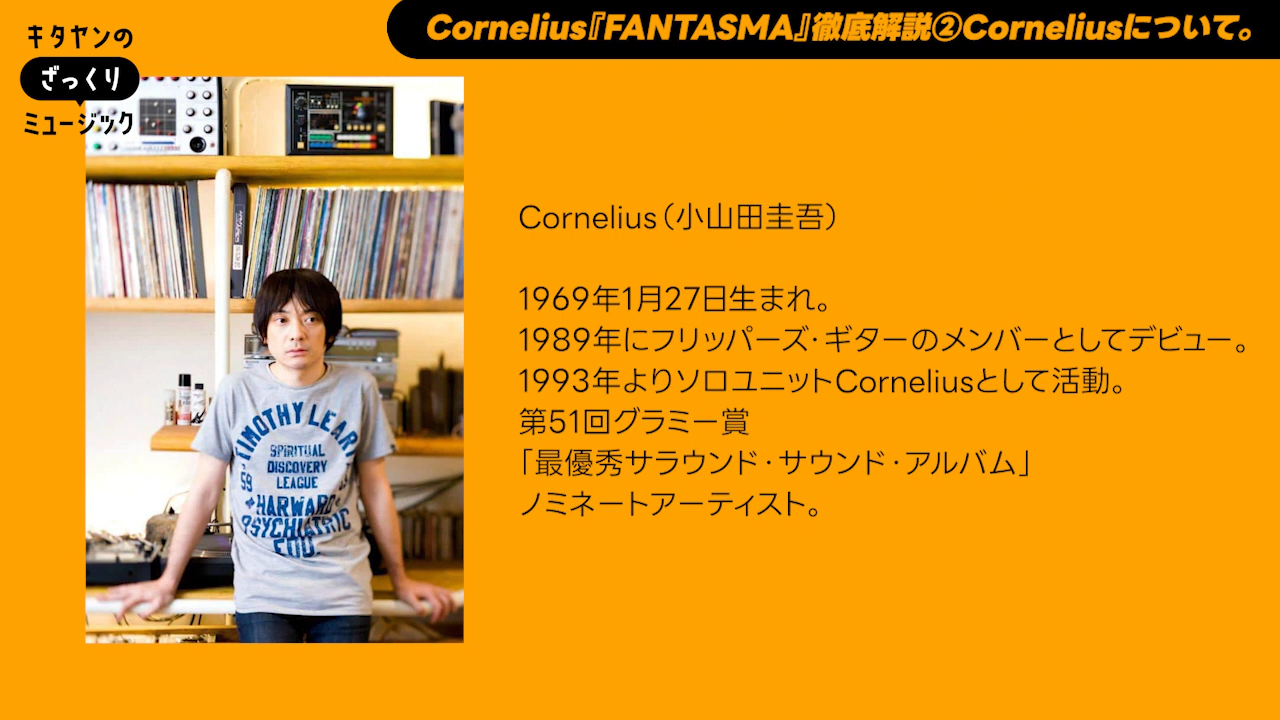 キタヤンの
ざっくり
ミュージック
Cornelius『FANTASMA』徹底解説②Corneliusについて。
Cornelius（小山田圭吾）
1969年1月27日生まれ。
1989年にフリッパーズ・ギターのメンバーとしてデビュー。
1993年よりソロユニットCorneliusとして活動。
第51回グラミー賞
「最優秀サラウンド・サウンド・アルバム」
ノミネートアーティスト。
TIMOTHY LEARY
SPIRITUAL
DISCOVERY
LEAGUE
59
HARWARD
PSYCHIATRIC
EDU.